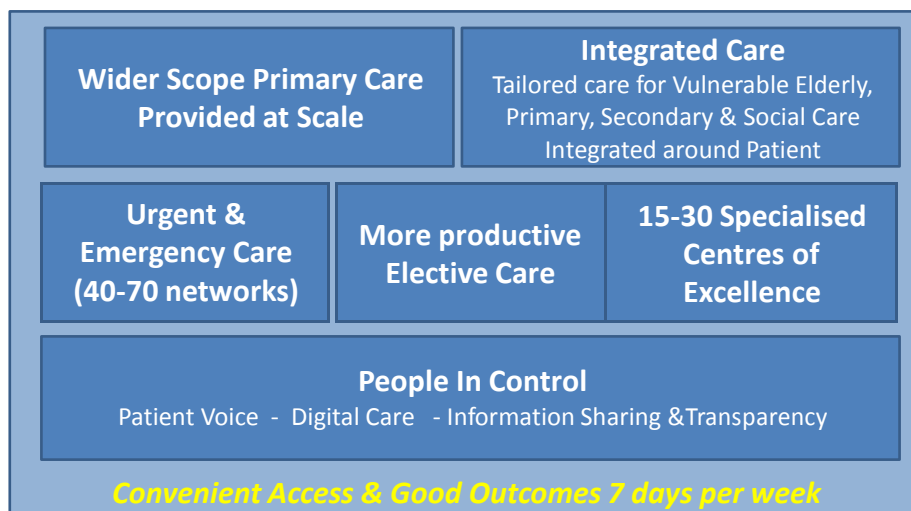 Wider Scope Primary Care
Provided at Scale
Integrated Care
Tailored care for Vulnerable Elderly,
Primary, Secondary & Social Care
Integrated around Patient
Urgent &
Emergency Care
(40-70 networks)
More productive
Elective Care
15-30 Specialised
Centres of
Excellence
People In Control
Patient Voice - Digital Care - Information Sharing &Transparency
Convenient Access & Good Outcomes 7 days per week